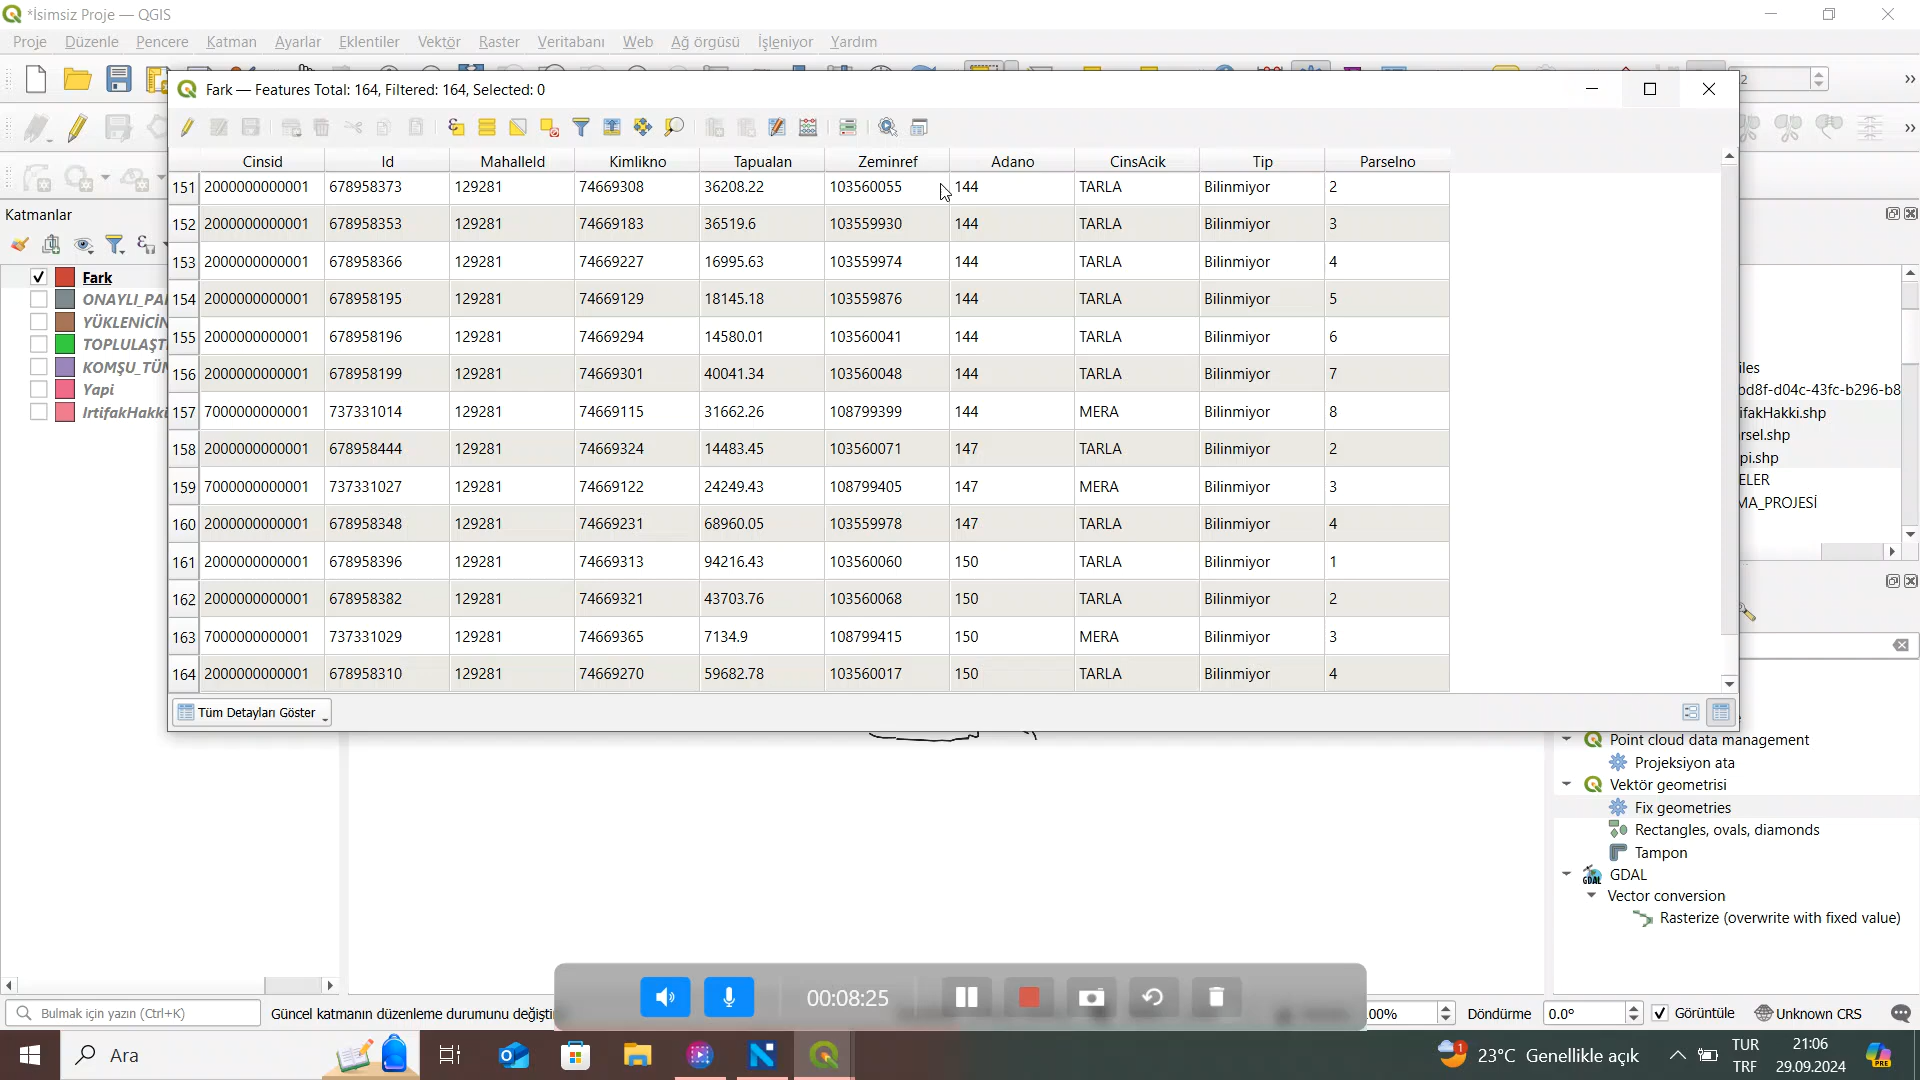 *İsimsiz Proje — QGIS
Proje Düzenle Pencere Katman Ayarlar Eklentiler Vektör Raster Veritabanı Web Ağ örgüsü İşleniyor Yardım
Fark — Features Total: 164, Filtered: 164, Selected: 0
Cinsid Id MahalleId Kimlikno Tapualan Zeminref Adano CinsAcik Tip Parselno
151 2000000000001 678958373 129281 74669308 36208.22 103560055 144 TARLA Bilinmiyor 2
152 2000000000001 678958353 129281 74669183 36519.6 103559930 144 TARLA Bilinmiyor 3
153 2000000000001 678958366 129281 74669227 16995.63 103559974 144 TARLA Bilinmiyor 4
154 2000000000001 678958195 129281 74669129 18145.18 103559876 144 TARLA Bilinmiyor 5
155 2000000000001 678958196 129281 74669294 14580.01 103560041 144 TARLA Bilinmiyor 6
156 2000000000001 678958199 129281 74669301 40041.34 103560048 144 TARLA Bilinmiyor 7
157 7000000000001 737331014 129281 74669115 31662.26 108799399 144 MERA Bilinmiyor 8
158 2000000000001 678958444 129281 74669324 14483.45 103560071 147 TARLA Bilinmiyor 2
159 7000000000001 737331027 129281 74669122 24249.43 108799405 147 MERA Bilinmiyor 3
160 2000000000001 678958348 129281 74669231 68960.05 103559978 147 TARLA Bilinmiyor 4
161 2000000000001 678958396 129281 74669313 94216.43 103560060 150 TARLA Bilinmiyor 1
162 2000000000001 678958382 129281 74669321 43703.76 103560068 150 TARLA Bilinmiyor 2
163 7000000000001 737331029 129281 74669365 7134.9 108799415 150 MERA Bilinmiyor 3
164 2000000000001 678958310 129281 74669270 59682.78 103560017 150 TARLA Bilinmiyor 4
Tüm Detayları Göster
Katmanlar
Fark
ONAYLI_PA
YÜKLENİCİN
TOPLULAŞT
KOMŞU_TÜM
Yapi
IrtifakHakki
iles
bd8f-d04c-43fc-b296-b8
ifakHakki.shp
rsel.shp
pi.shp
ELER
MA_PROJESİ
Point cloud data management
Projeksiyon ata
Vektör geometrisi
Fix geometries
Rectangles, ovals, diamonds
Tampon
GDAL
Vector conversion
Rasterize (overwrite with fixed value)
00:08:25
Bulmak için yazın (Ctrl+K) Güncel katmanın düzenleme durumunu değişti 00% Döndürme 0.0° Görüntüle Unknown CRS
Ara 23°C Genellikle açık TUR TRF 21:06 29.09.2024